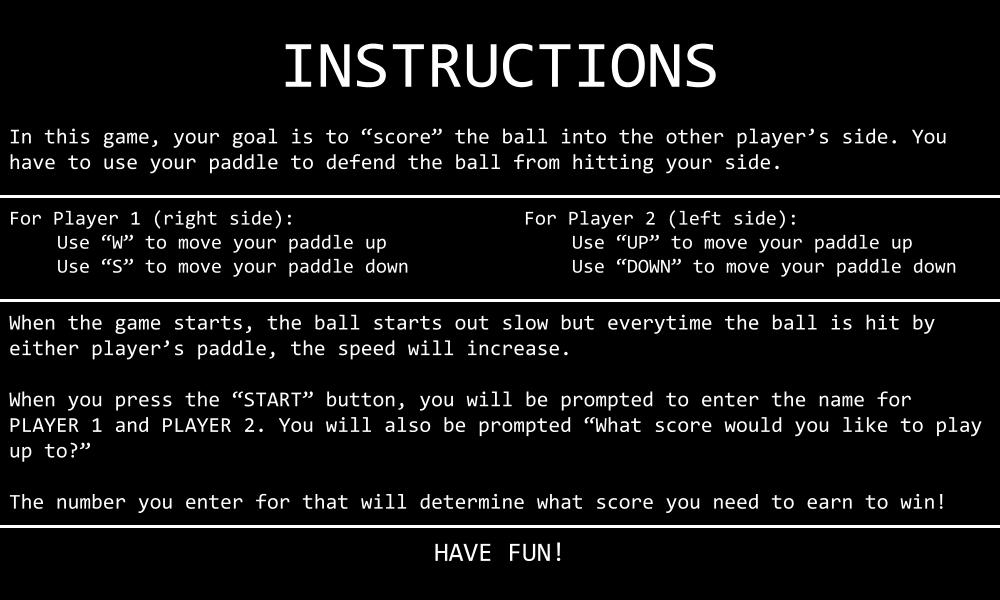 INSTRUCTIONS
In this game, your goal is to “score” the ball into the other player’s side. You
have to use your paddle to defend the ball from hitting your side.
For Player 1 (right side):
Use “W” to move your paddle up
Use “S” to move your paddle down
For Player 2 (left side):
Use “UP” to move your paddle up
Use “DOWN” to move your paddle down
When the game starts, the ball starts out slow but everytime the ball is hit by
either player’s paddle, the speed will increase.
When you press the “START” button, you will be prompted to enter the name for
PLAYER 1 and PLAYER 2. You will also be prompted “What score would you like to play
up to?”
The number you enter for that will determine what score you need to earn to win!
HAVE FUN!